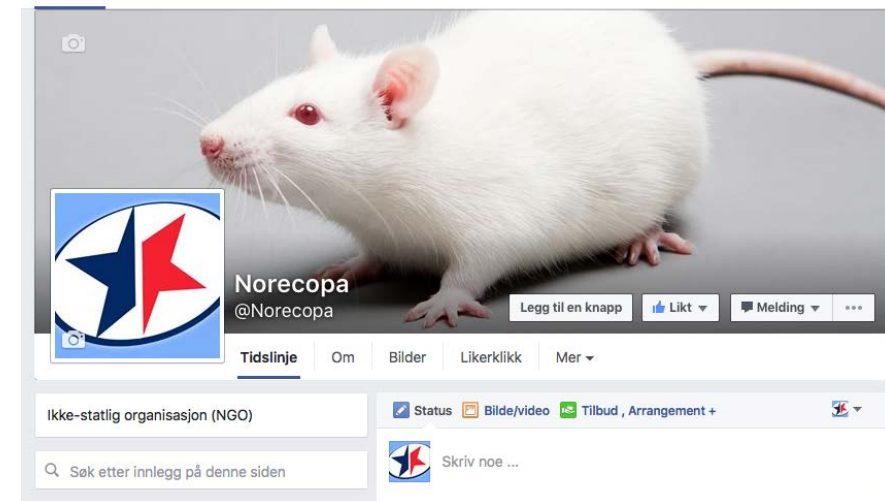 Norecopa
@Norecopa
Legg til en knapp
Likt
Melding
Tidslinje
Om
Bilder
Likerklikk
Mer
Ikke-statlig organisasjon (NGO)
Status
Bilde/video
Tilbud , Arrangement +
Søk etter innlegg på denne siden
Skriv noe ...